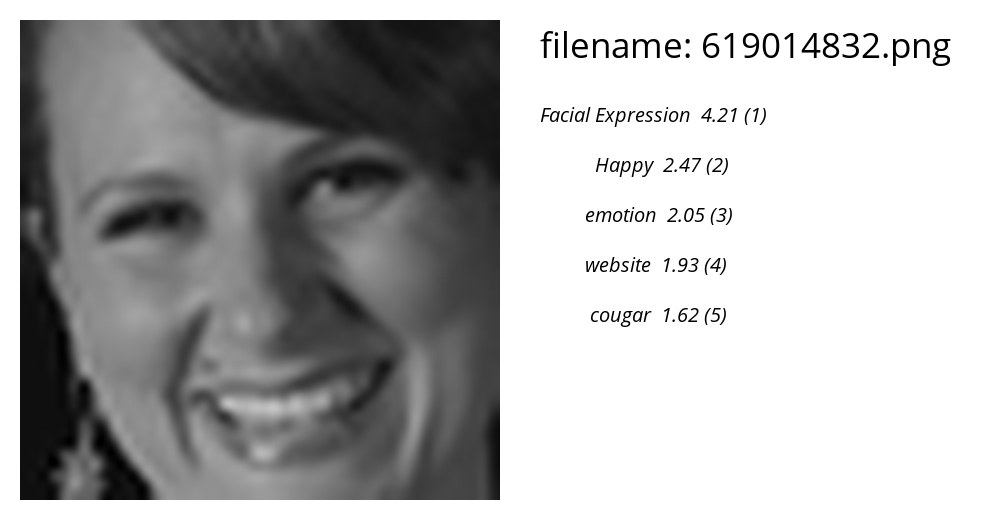 filename: 619014832.png
Facial Expression 4.21 (1)
Happy 2.47 (2)
emotion 2.05 (3)
website 1.93 (4)
cougar 1.62 (5)